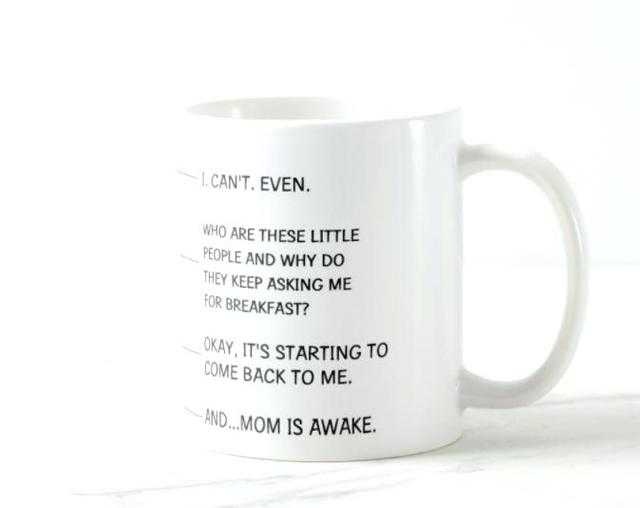 I. CAN'T. EVEN.
WHO ARE THESE LITTLE
PEOPLE AND WHY DO
THEY KEEP ASKING ME
FOR BREAKFAST?
OKAY, IT'S STARTING TO
COME BACK TO ME.
AND...MOM IS AWAKE.